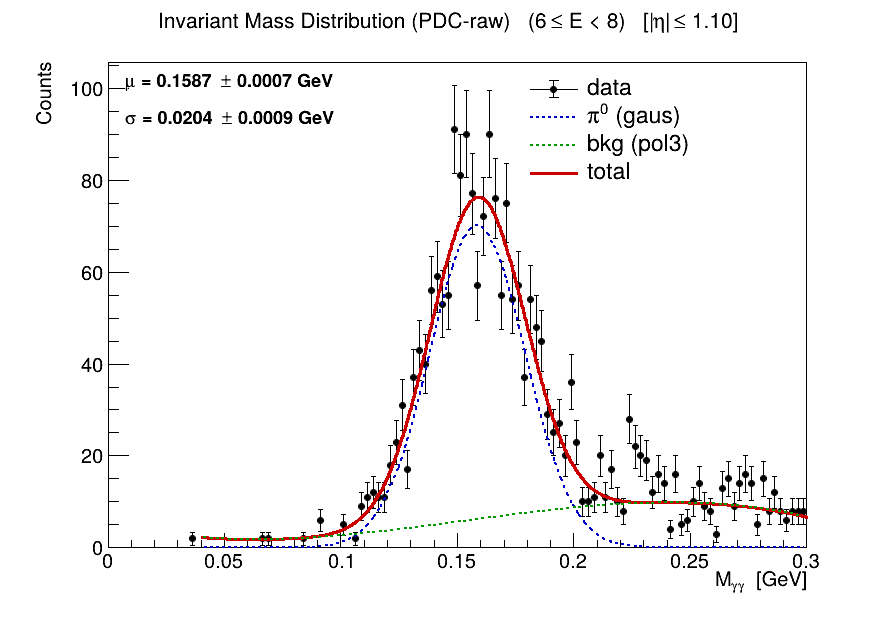 Invariant Mass Distribution (PDC-raw) (6 ≤ E < 8) [|η| ≤ 1.10]
μ = 0.1587 ± 0.0007 GeV
σ = 0.0204 ± 0.0009 GeV
data
π⁰ (gaus)
bkg (pol3)
total
Counts
100
80
60
40
20
0
0 0.05 0.1 0.15 0.2 0.25 0.3
Mγγ [GeV]